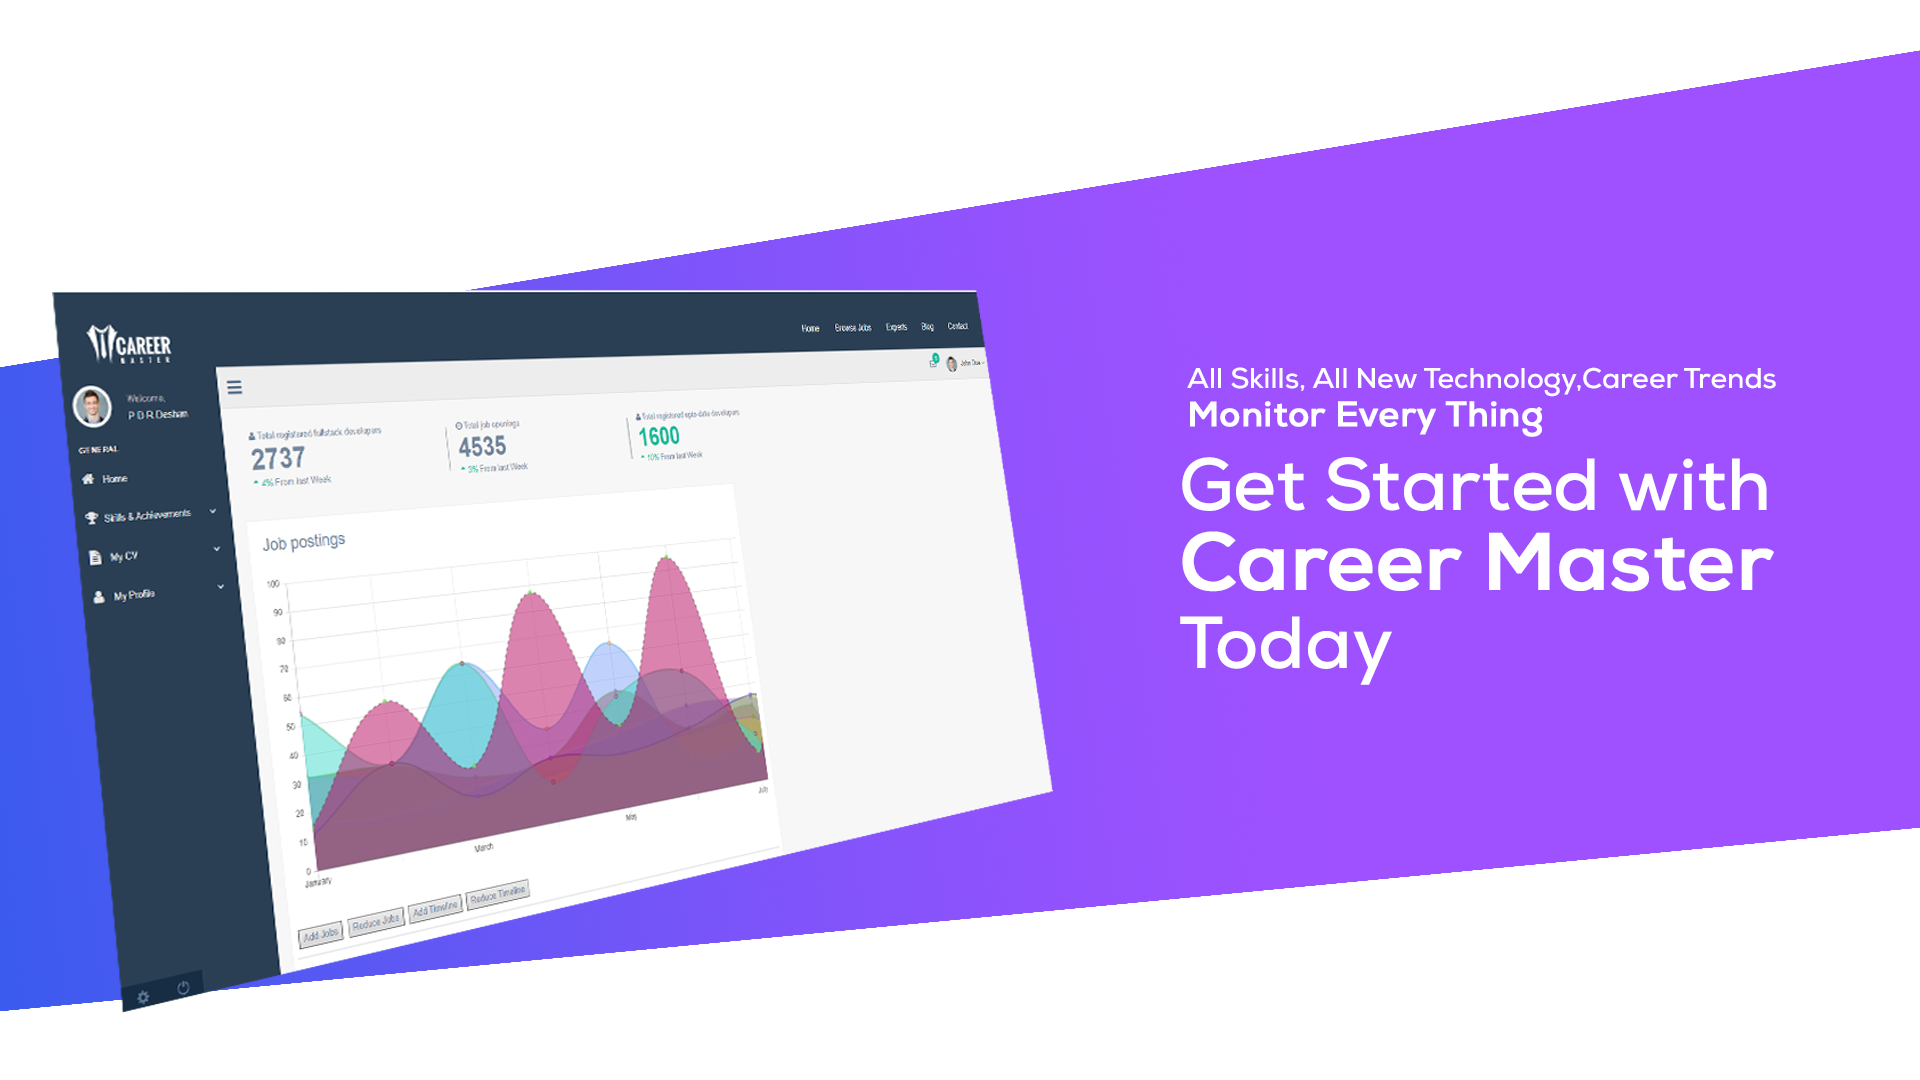 CAREER
MASTER
Home Browse Jobs Experts Blog Contact
John Doe
Welcome,
P D R Deshan
GENERAL
Home
Skills & Achievements
My CV
My Profile
Total registered fullstack developers
2737
4% From last Week
Total job openings
4535
3% From last Week
Total registered upto date developers
1600
10% From last Week
Job postings
100
90
80
70
60
50
40
30
20
10
0
January
March
May
July
Add Jobs Reduce Jobs Add Timeline Reduce Timeline
All Skills, All New Technology,Career Trends
Monitor Every Thing
Get Started with
Career Master
Today